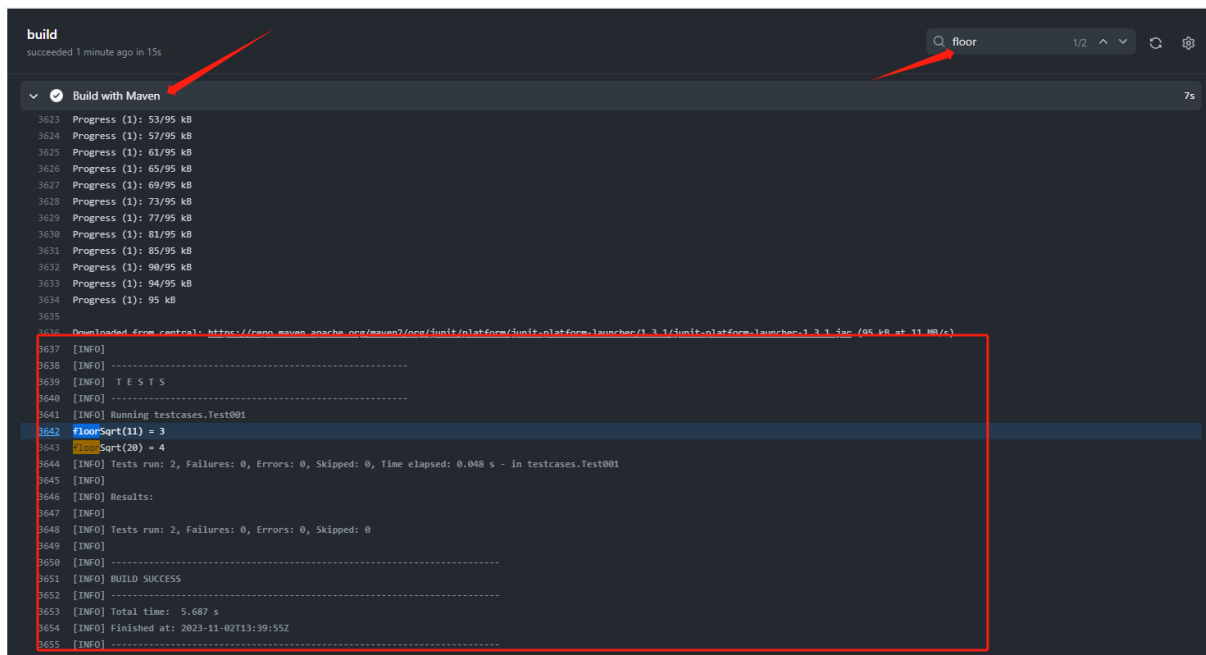 build
succeeded 1 minute ago in 15s
floor
1/2
Build with Maven
7s
3623 Progress (1): 53/95 kB
3624 Progress (1): 57/95 kB
3625 Progress (1): 61/95 kB
3626 Progress (1): 65/95 kB
3627 Progress (1): 69/95 kB
3628 Progress (1): 73/95 kB
3629 Progress (1): 77/95 kB
3630 Progress (1): 81/95 kB
3631 Progress (1): 85/95 kB
3632 Progress (1): 90/95 kB
3633 Progress (1): 94/95 kB
3634 Progress (1): 95 kB
3635
3636 Downloaded from central: https://repo.maven.apache.org/maven2/org/junit/platform/junit-platform-launcher/1.3.1/junit-platform-launcher-1.3.1.jar (95 kB at 11 MB/s)
3637 [INFO]
3638 [INFO] -------------------------------------------------------
3639 [INFO]  T E S T S
3640 [INFO] -------------------------------------------------------
3641 [INFO] Running testcases.Test001
3642 floorSqrt(11) = 3
3643 floorSqrt(20) = 4
3644 [INFO] Tests run: 2, Failures: 0, Errors: 0, Skipped: 0, Time elapsed: 0.048 s - in testcases.Test001
3645 [INFO]
3646 [INFO] Results:
3647 [INFO]
3648 [INFO] Tests run: 2, Failures: 0, Errors: 0, Skipped: 0
3649 [INFO]
3650 [INFO] ------------------------------------------------------------------------
3651 [INFO] BUILD SUCCESS
3652 [INFO] ------------------------------------------------------------------------
3653 [INFO] Total time:  5.687 s
3654 [INFO] Finished at: 2023-11-02T13:39:55Z
3655 [INFO] ------------------------------------------------------------------------